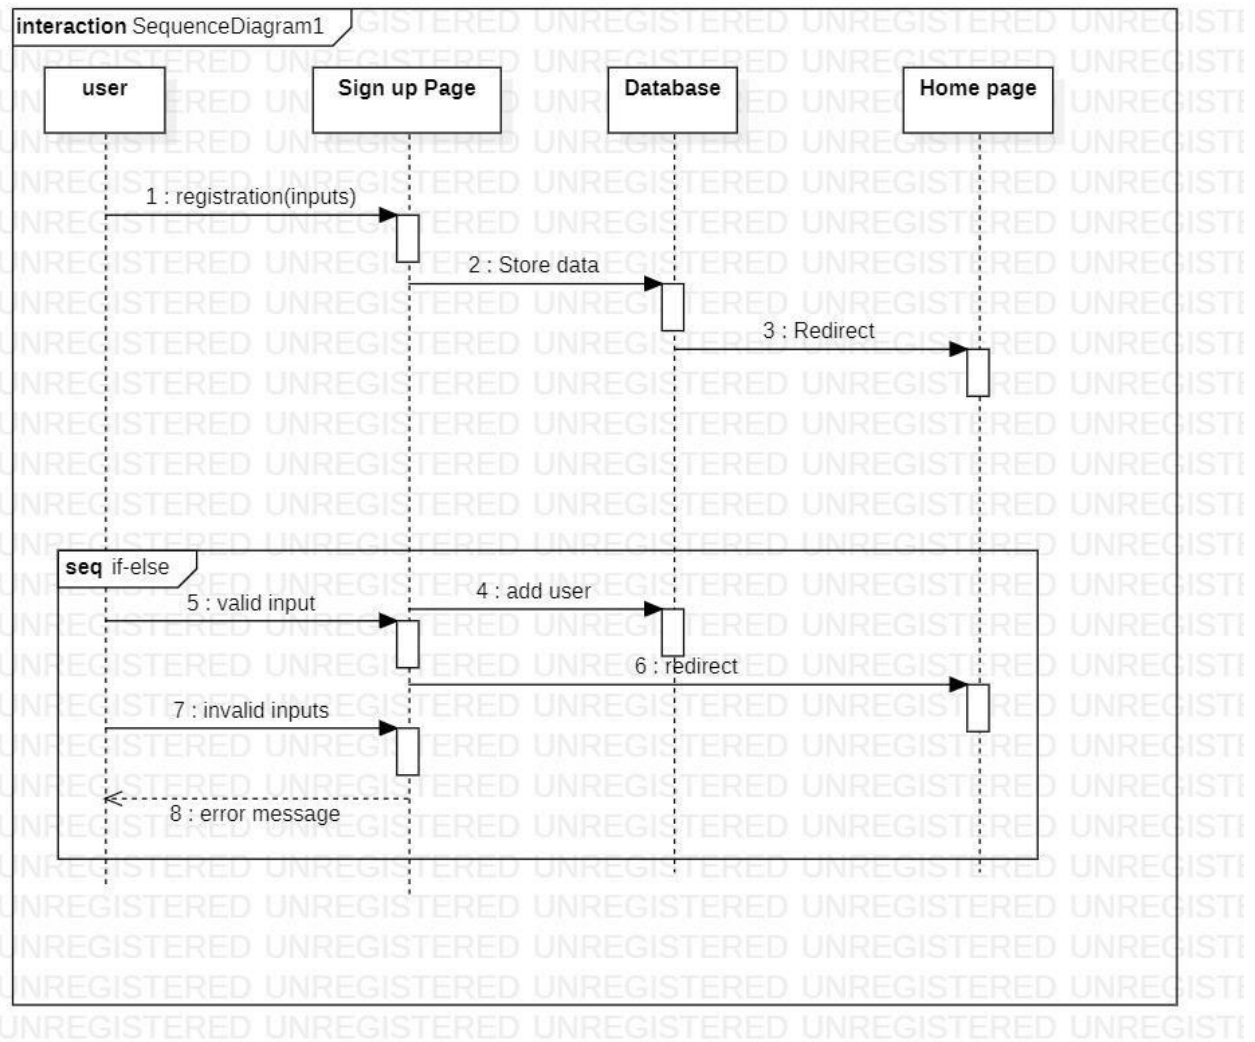 interaction SequenceDiagram1
user
Sign up Page
Database
Home page
1 : registration(inputs)
2 : Store data
3 : Redirect
seq if-else
4 : add user
5 : valid input
6 : redirect
7 : invalid inputs
8 : error message
UNREGISTERED